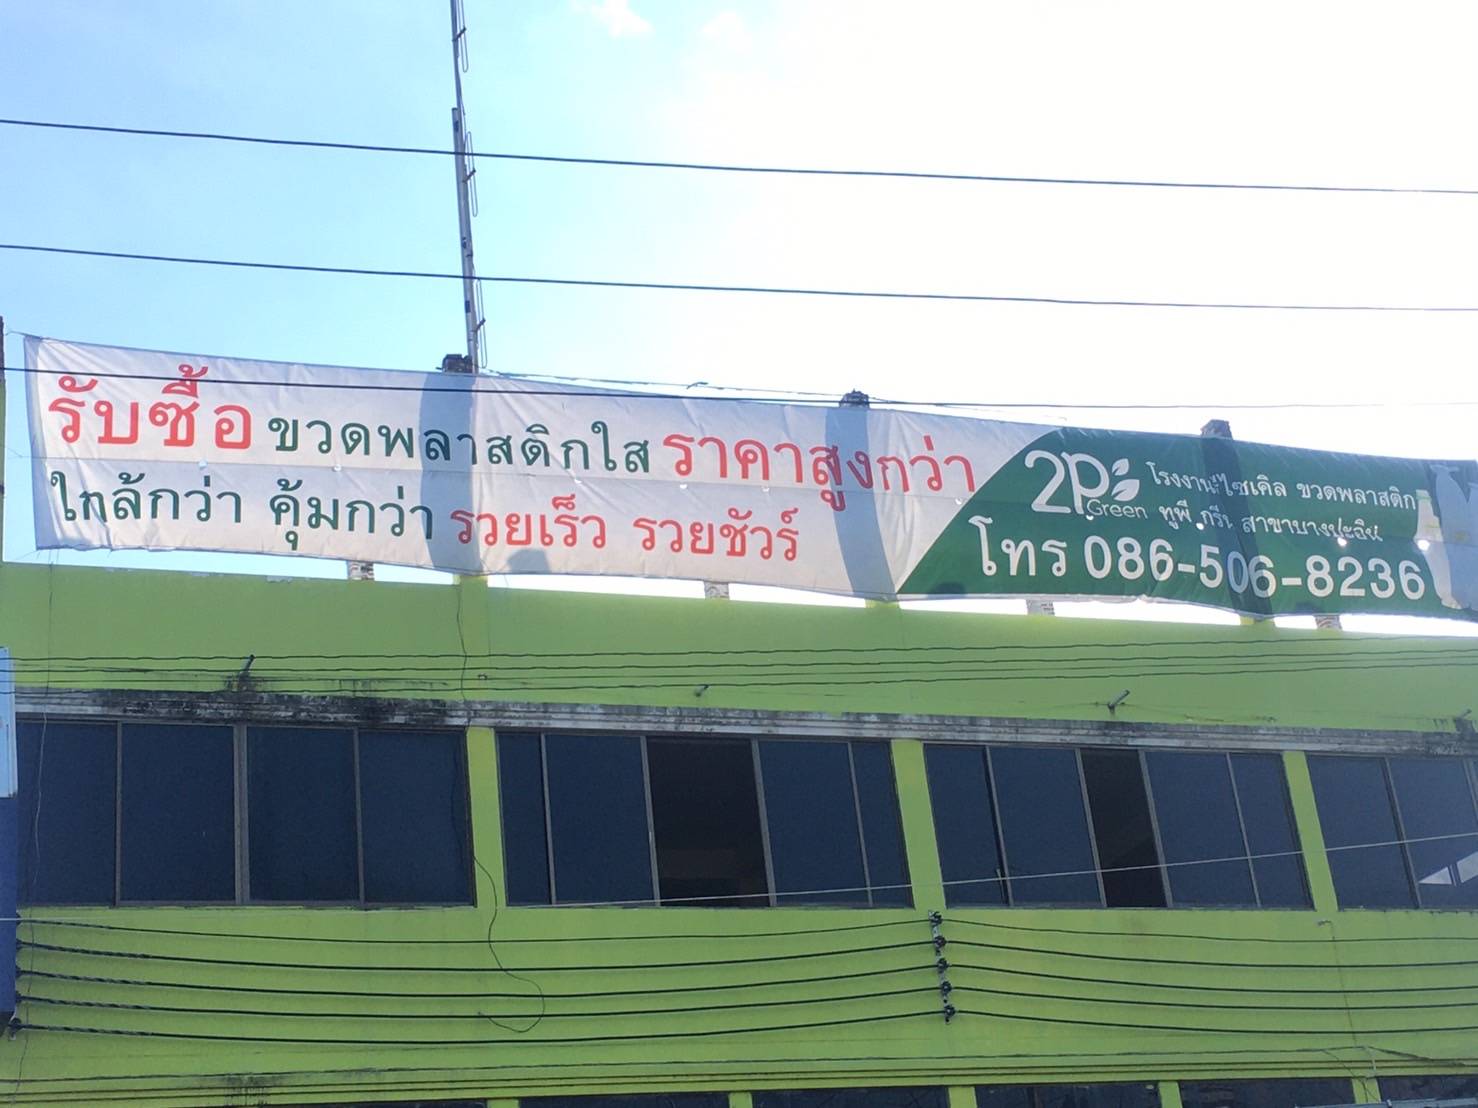 รับซื้อ ขวดพลาสติกใส ราคาสูงกว่า
ใกล้กว่า คุ้มกว่า รวยเร็ว รวยชัวร์
2P Green
โรงงานรีไซเคิล ขวดพลาสติก
ทูพี กรีน สาขาบางปะอิน
โทร 086-506-8236